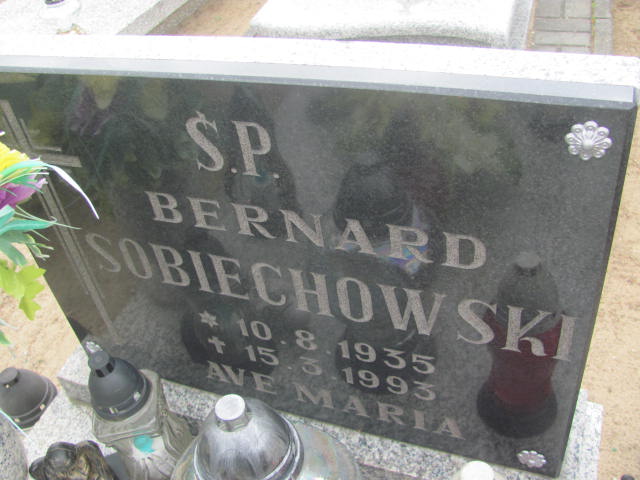 Ś.P.
BERNARD
SOBIECHOWSKI
* 10.8.1935
† 15.3.1993
AVE MARIA